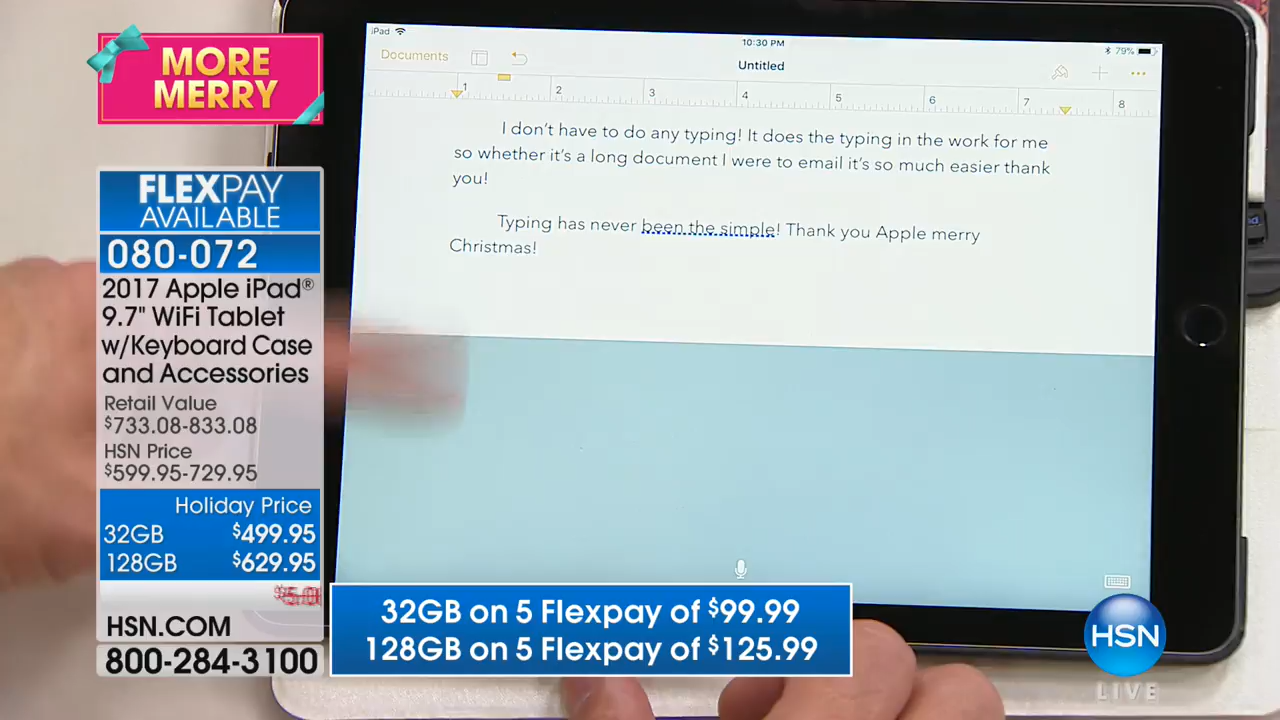 MORE
MERRY
FLEXPAY
AVAILABLE
080-072
2017 Apple iPad®
9.7" WiFi Tablet
w/Keyboard Case
and Accessories
Retail Value
$733.08-833.08
HSN Price
$599.95-729.95
Holiday Price
32GB $499.95
128GB $629.95
HSN.COM
800-284-3100
iPad
10:30 PM
79%
Documents
Untitled
1 2 3 4 5 6 7 8
I don't have to do any typing! It does the typing in the work for me
so whether it's a long document I were to email it's so much easier thank
you!
Typing has never been the simple! Thank you Apple merry
Christmas!
32GB on 5 Flexpay of $99.99
128GB on 5 Flexpay of $125.99
HSN
LIVE